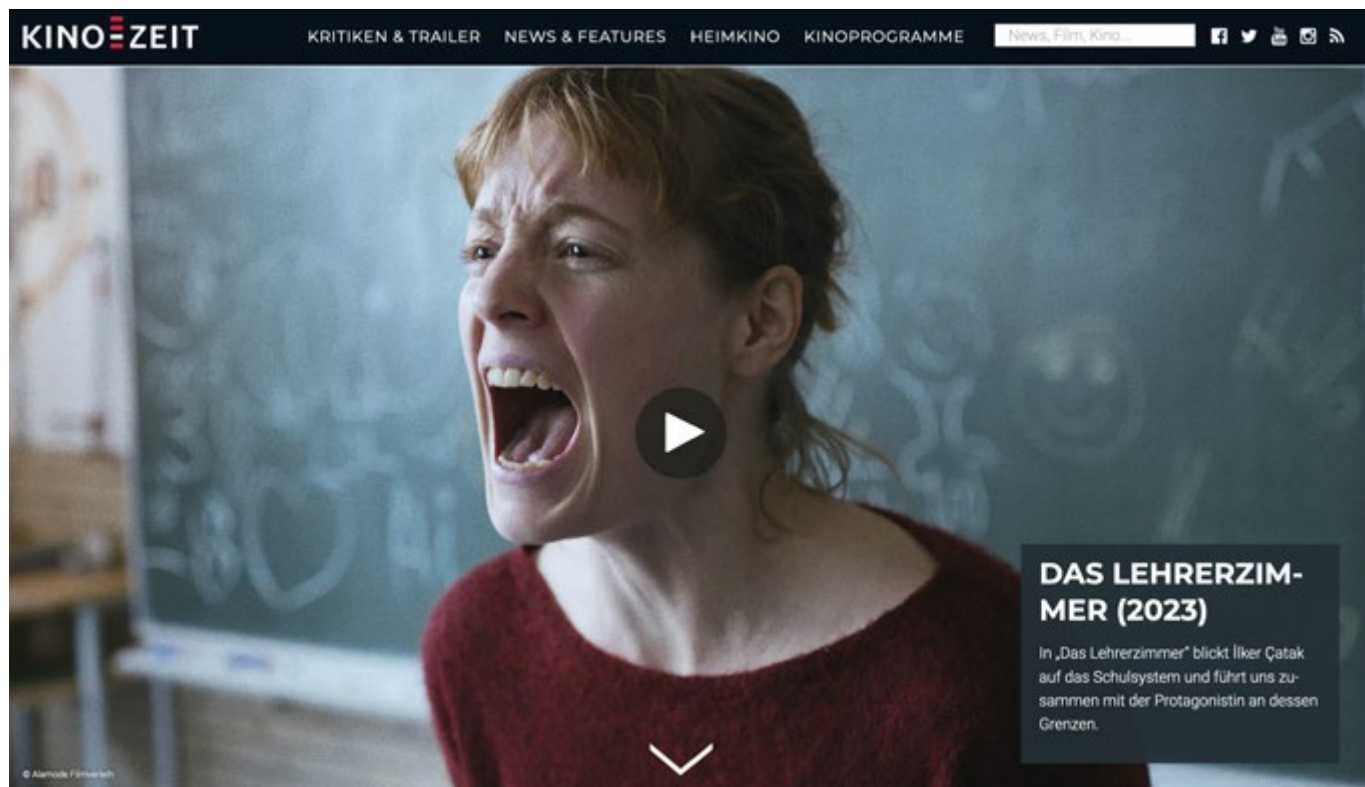 KINO ZEIT
KRITIKEN & TRAILER NEWS & FEATURES HEIMKINO KINOPROGRAMME News, Film, Kino...
DAS LEHRERZIM-
MER (2023)
In „Das Lehrerzimmer“ blickt İlker Çatak
auf das Schulsystem und führt uns zu-
sammen mit der Protagonistin an dessen
Grenzen.
© Alamode Filmverleih